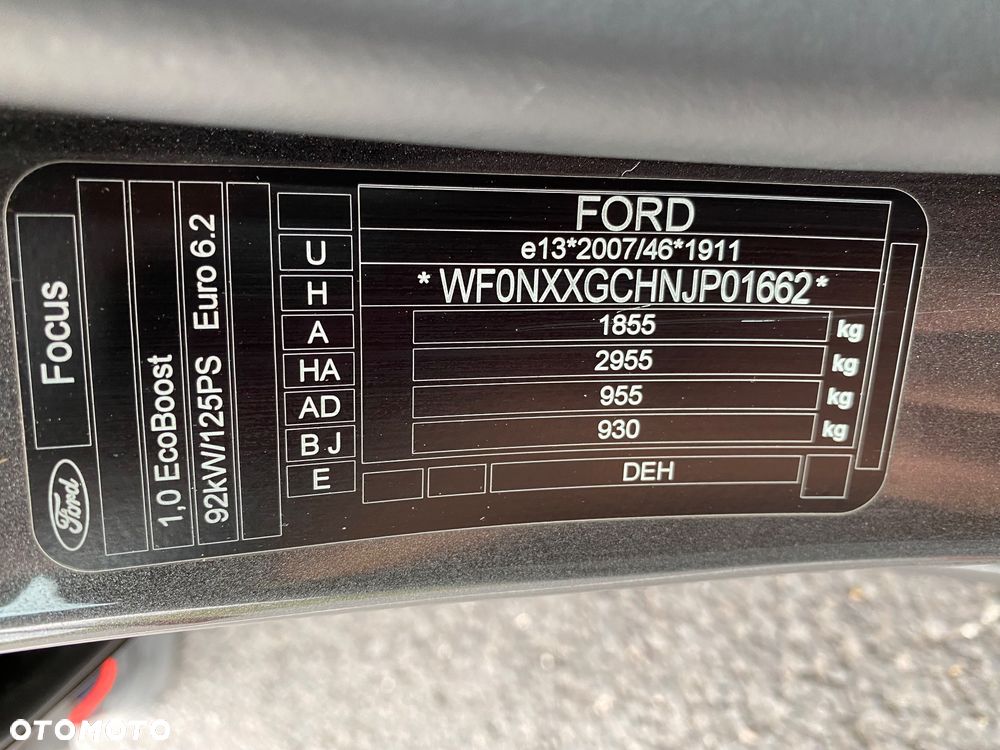 FORD
e13*2007/46*1911
*WF0NXXGCHNJP01662*
1855 kg
2955 kg
955 kg
930 kg
DEH
U
H
A
HA
AD
B J
E
Focus
Ford
1,0 EcoBoost
92kW/125PS Euro 6.2
OTOMOTO